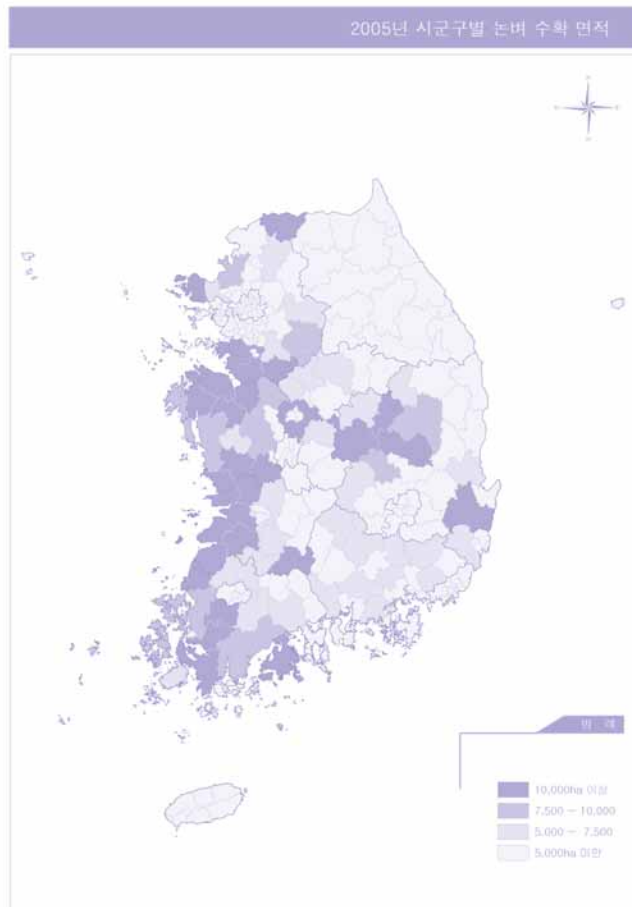 2005년 시군구별 논벼 수확 면적
범 례
10,000ha 이상
7,500 ~ 10,000
5,000 ~ 7,500
5,000ha 미만